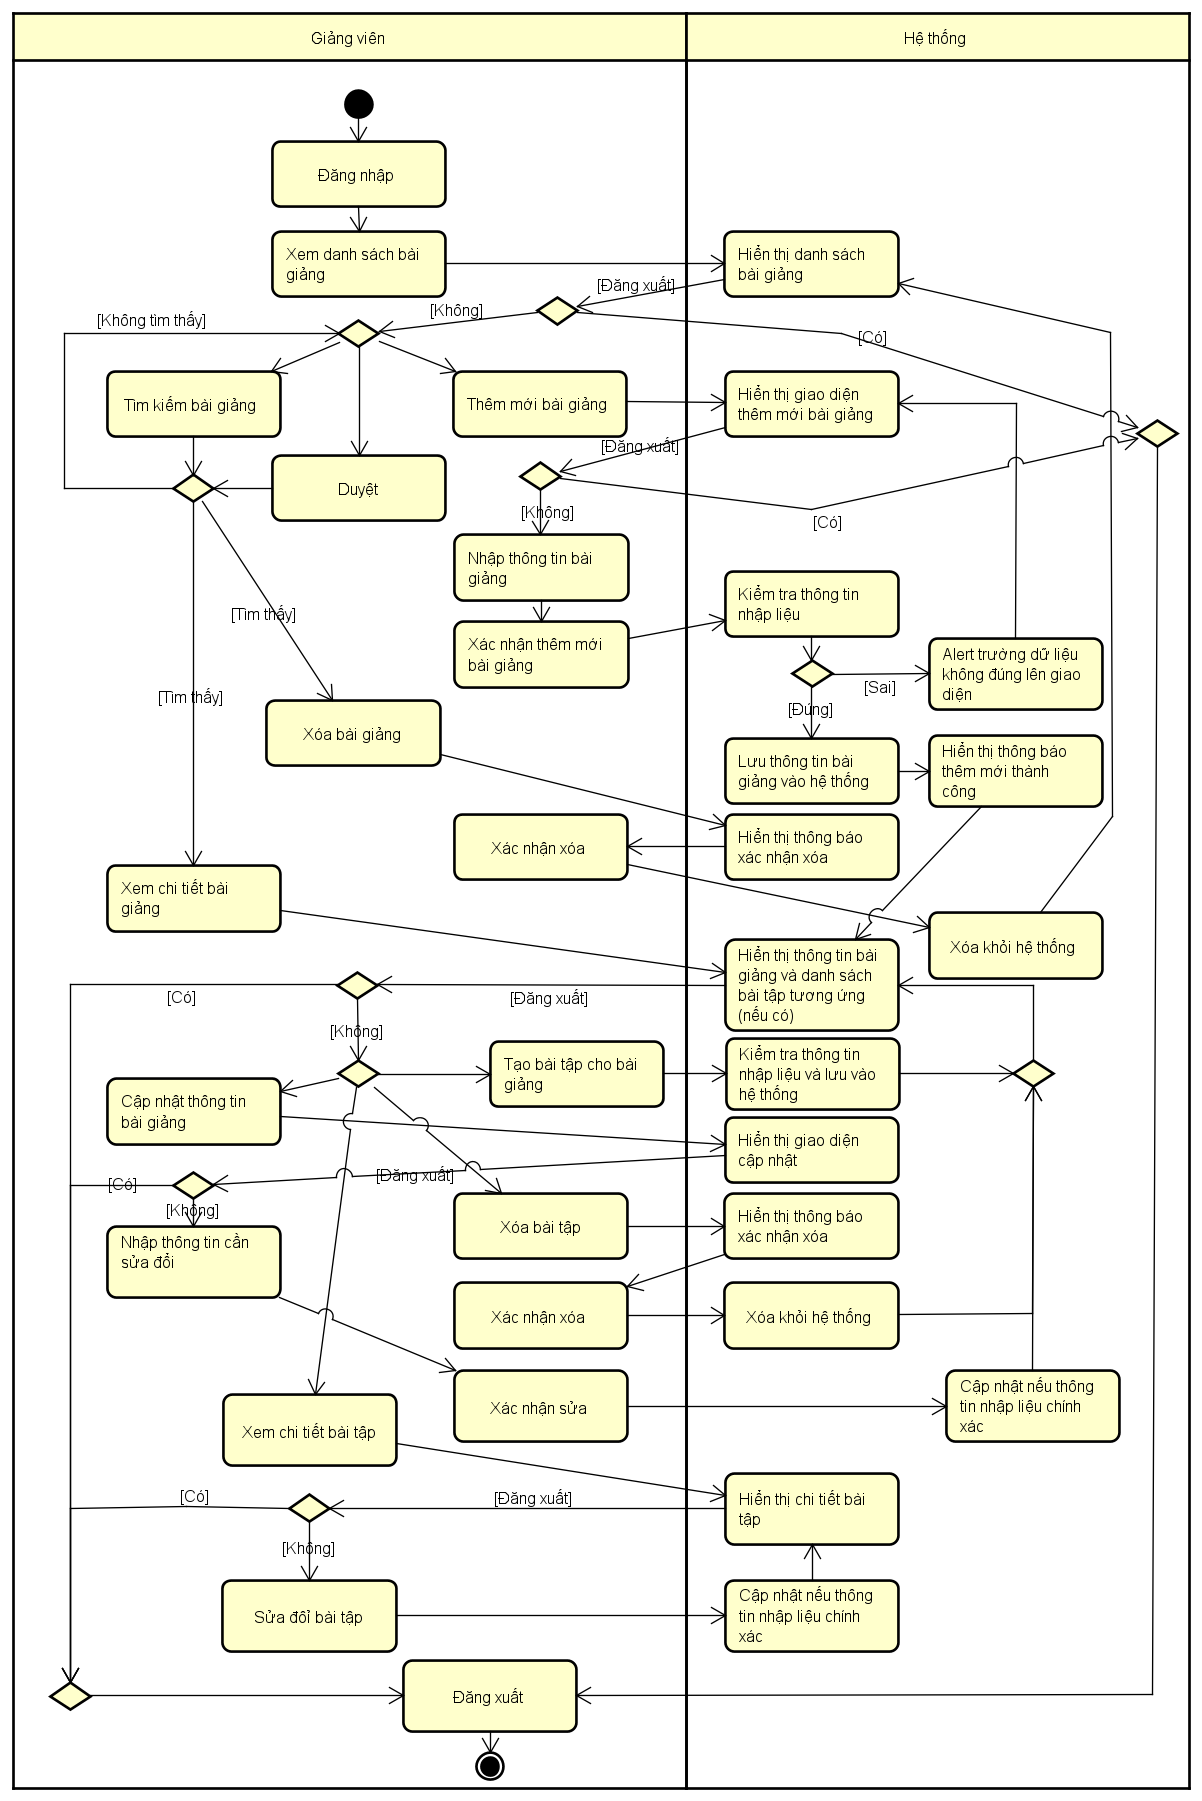 Giảng viên
Hệ thống
Đăng nhập
Xem danh sách bài
giảng
Hiển thị danh sách
bài giảng
[Đăng xuất]
[Không]
[Không tìm thấy]
[Có]
Tìm kiếm bài giảng
Thêm mới bài giảng
Hiển thị giao diện
thêm mới bài giảng
[Đăng xuất]
Duyệt
[Không]
[Có]
Nhập thông tin bài
giảng
Kiểm tra thông tin
nhập liệu
[Tìm thấy]
Xác nhận thêm mới
bài giảng
Alert trường dữ liệu
không đúng lên giao
diện
[Sai]
[Tìm thấy]
[Đúng]
Xóa bài giảng
Lưu thông tin bài
giảng vào hệ thống
Hiển thị thông báo
thêm mới thành
công
Xác nhận xóa
Hiển thị thông báo
xác nhận xóa
Xem chi tiết bài
giảng
Xóa khỏi hệ thống
Hiển thị thông tin bài
giảng và danh sách
bài tập tương ứng
(nếu có)
[Có]
[Đăng xuất]
[Không]
Tạo bài tập cho bài
giảng
Kiểm tra thông tin
nhập liệu và lưu vào
hệ thống
Cập nhật thông tin
bài giảng
Hiển thị giao diện
cập nhật
[Đăng xuất]
[Có]
[Không]
Xóa bài tập
Hiển thị thông báo
xác nhận xóa
Nhập thông tin cần
sửa đổi
Xác nhận xóa
Xóa khỏi hệ thống
Xác nhận sửa
Cập nhật nếu thông
tin nhập liệu chính
xác
Xem chi tiết bài tập
[Có]
[Đăng xuất]
Hiển thị chi tiết bài
tập
[Không]
Sửa đổi bài tập
Cập nhật nếu thông
tin nhập liệu chính
xác
Đăng xuất